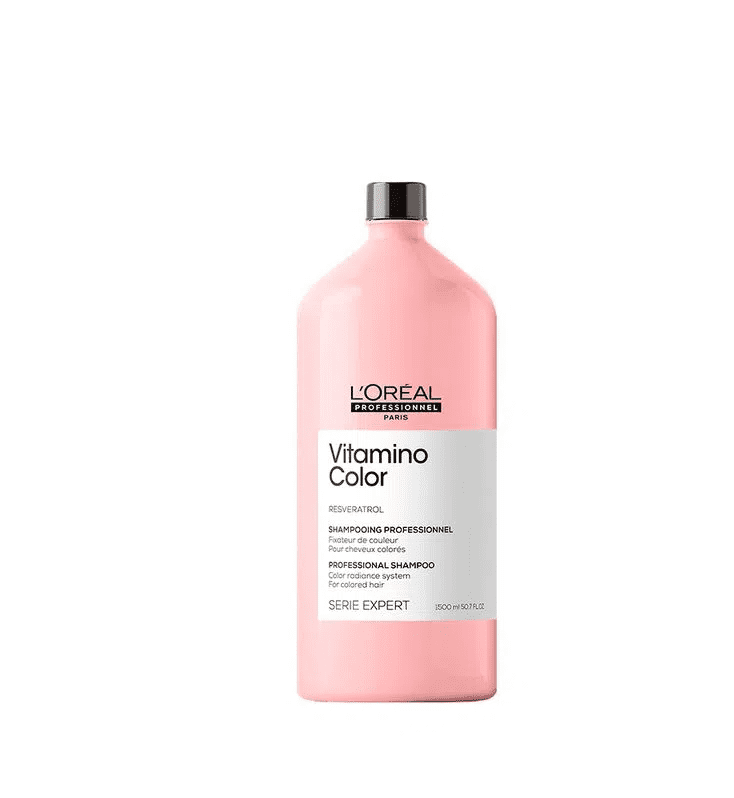 L'ORÉAL
PROFESSIONNEL
PARIS
Vitamino
Color
RESVERATROL
SHAMPOOING PROFESSIONNEL
Fixateur de couleur
Pour cheveux colorés
PROFESSIONAL SHAMPOO
Color radiance system
For colored hair
SERIE EXPERT 1500 ml 50.7 FL.OZ